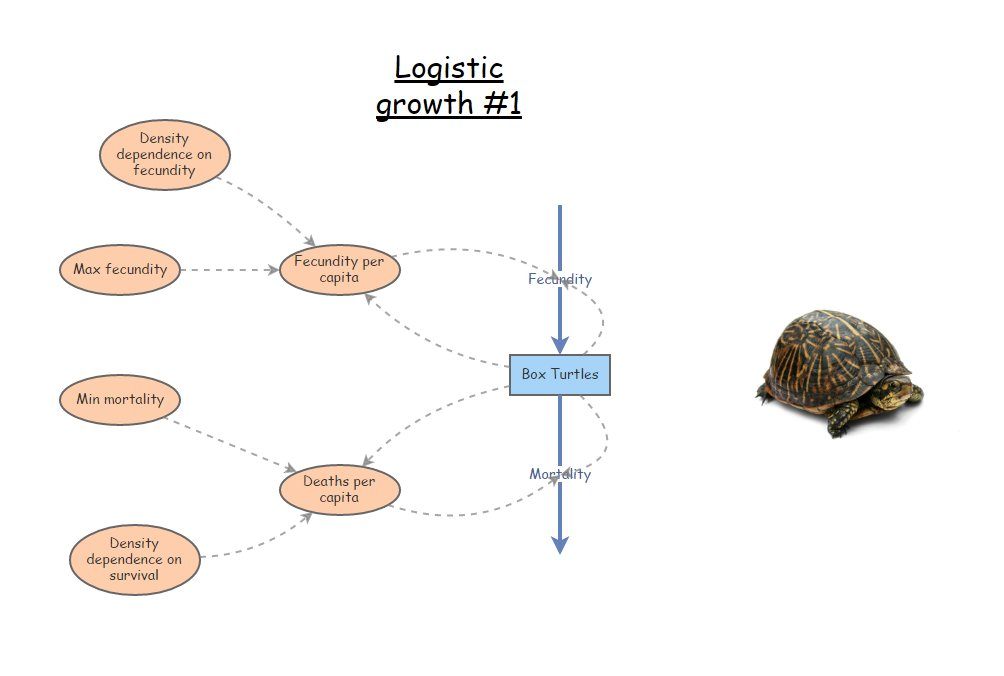 Logistic
growth #1
Density
dependence on
fecundity
Max fecundity
Fecundity per
capita
Fecundity
Box Turtles
Min mortality
Mortality
Deaths per
capita
Density
dependence on
survival